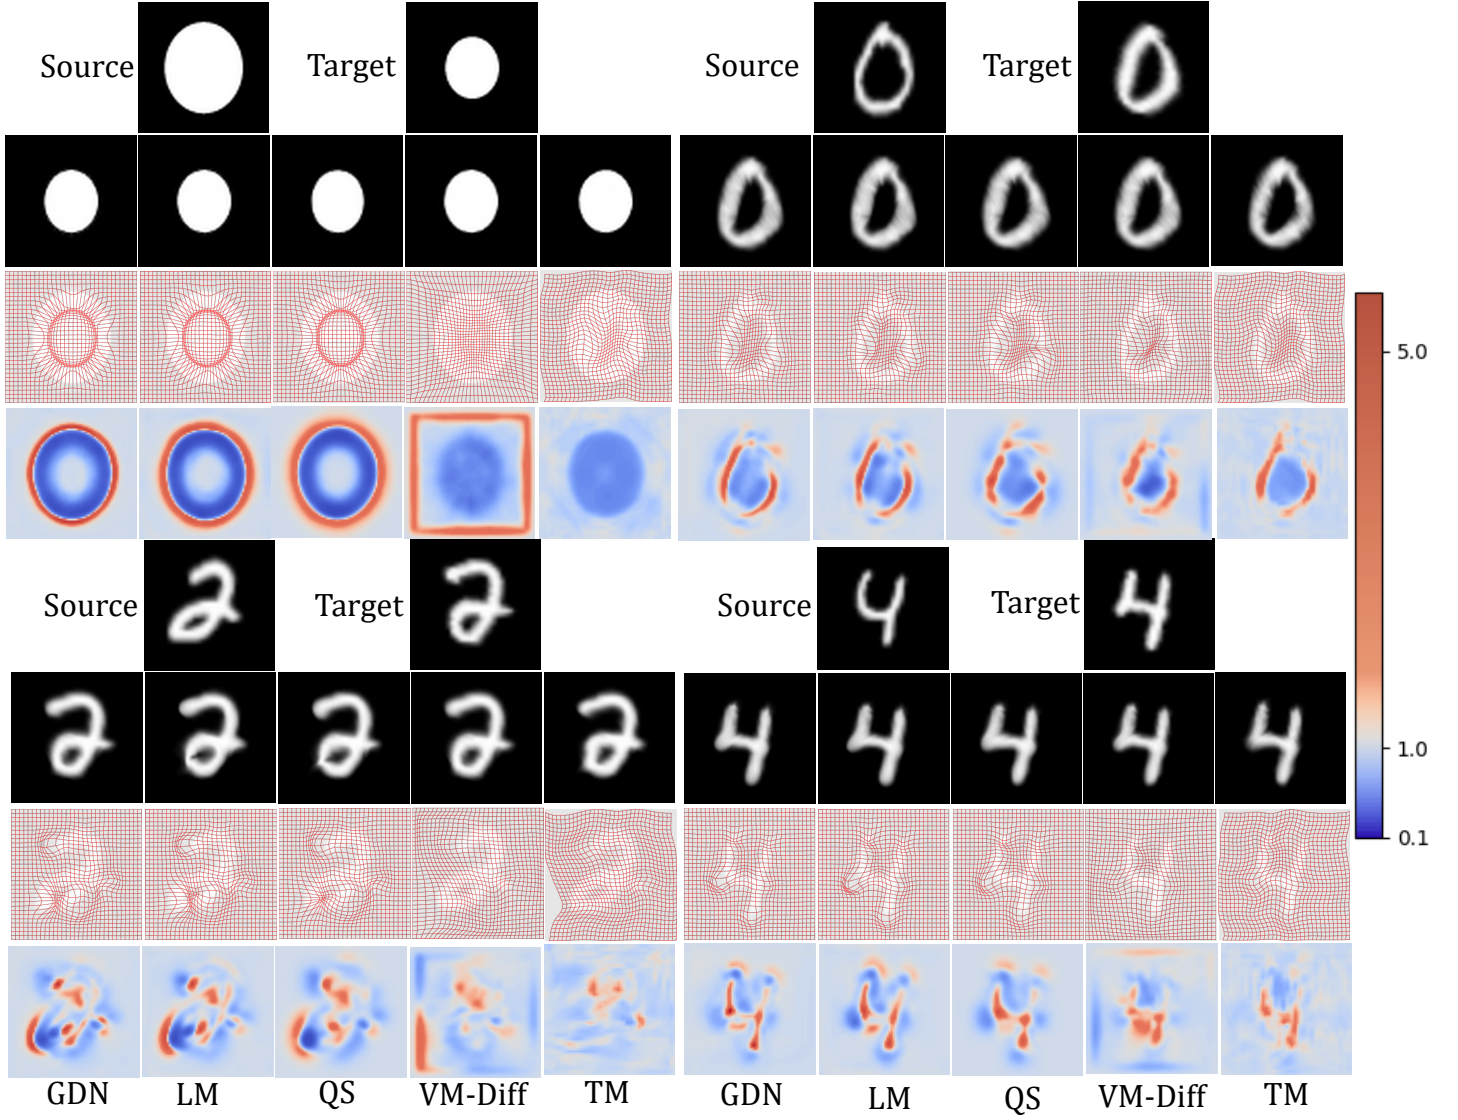 Source Target Source Target
5.0
Source Target Source Target
1.0
0.1
GDN LM QS VM-Diff TM GDN LM QS VM-Diff TM